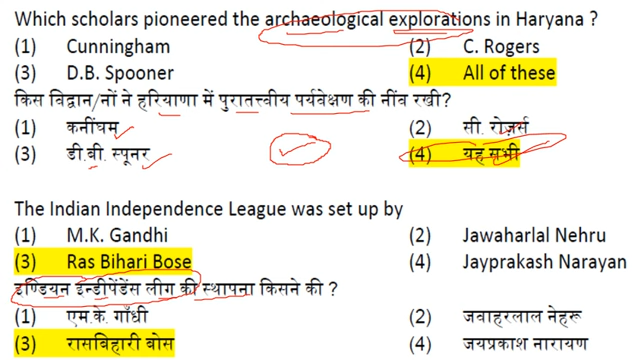 Which scholars pioneered the archaeological explorations in Haryana ?
(1) Cunningham (2) C. Rogers
(3) D.B. Spooner (4) All of these
किस विद्वान/नों ने हरियाणा में पुरातत्त्वीय पर्यवेक्षण की नींब रखी?
(1) कनींघम (2) सी. रोज़र्स
(3) डी.बी. स्पूनर (4) यह सभी
The Indian Independence League was set up by
(1) M.K. Gandhi (2) Jawaharlal Nehru
(3) Ras Bihari Bose (4) Jayprakash Narayan
इण्डियन इन्डीपेंडेंस लीग की स्थापना किसने की ?
(1) एम.के. गाँधी (2) जवाहरलाल नेहरू
(3) रासबिहारी बोस (4) जयप्रकाश नारायण